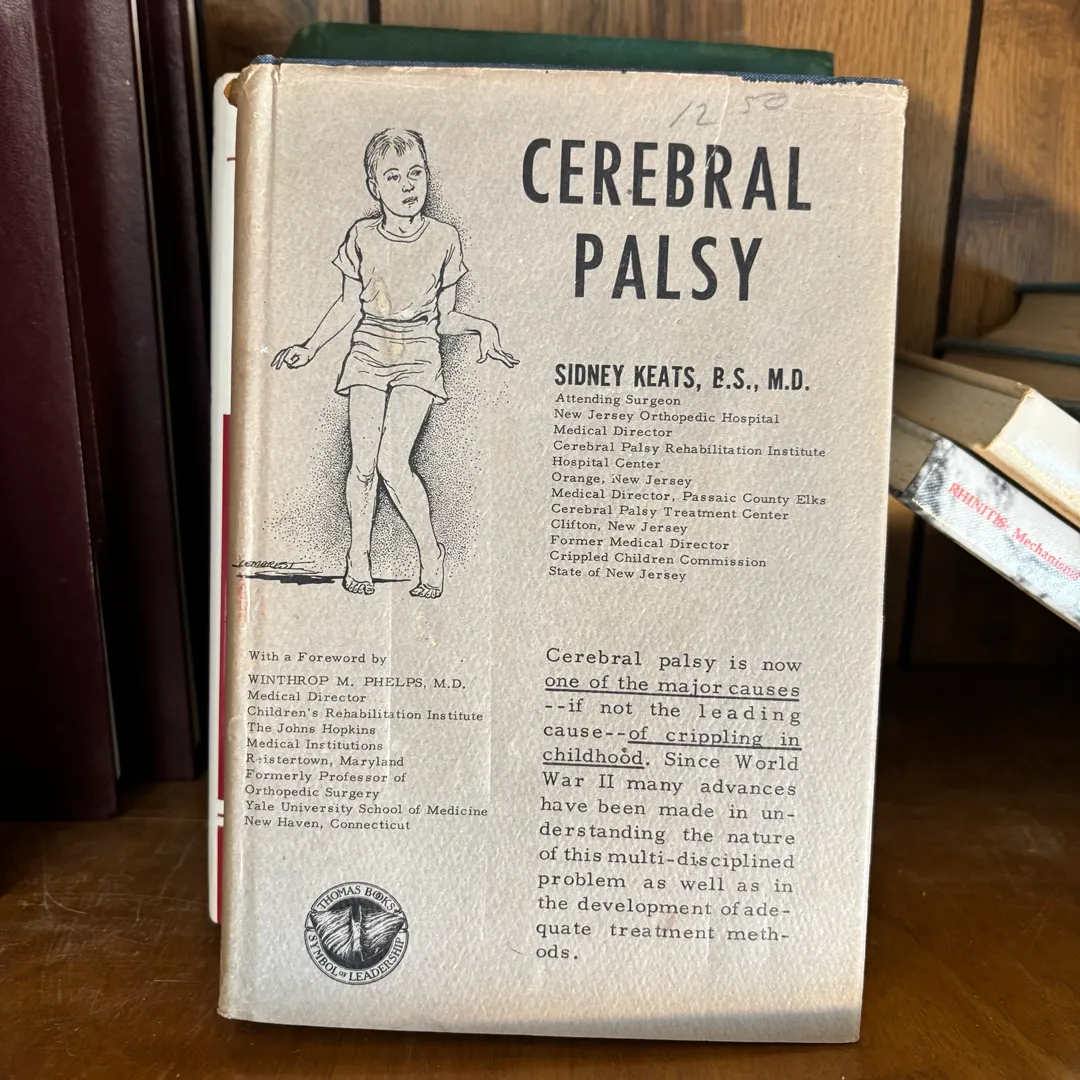 12 50
CEREBRAL
PALSY
SIDNEY KEATS, B.S., M.D.
Attending Surgeon
New Jersey Orthopedic Hospital
Medical Director
Cerebral Palsy Rehabilitation Institute
Hospital Center
Orange, New Jersey
Medical Director, Passaic County Elks
Cerebral Palsy Treatment Center
Clifton, New Jersey
Former Medical Director
Crippled Children Commission
State of New Jersey
With a Foreword by
WINTHROP M. PHELPS, M.D.
Medical Director
Children's Rehabilitation Institute
The Johns Hopkins
Medical Institutions
Reistertown, Maryland
Formerly Professor of
Orthopedic Surgery
Yale University School of Medicine
New Haven, Connecticut
Cerebral palsy is now
one of the major causes
--if not the leading
cause--of crippling in
childhood. Since World
War II many advances
have been made in un-
derstanding the nature
of this multi-disciplined
problem as well as in
the development of ade-
quate treatment meth-
ods.
THOMAS BOOKS
SYMBOL OF LEADERSHIP
RHINITIS: Mechanisms